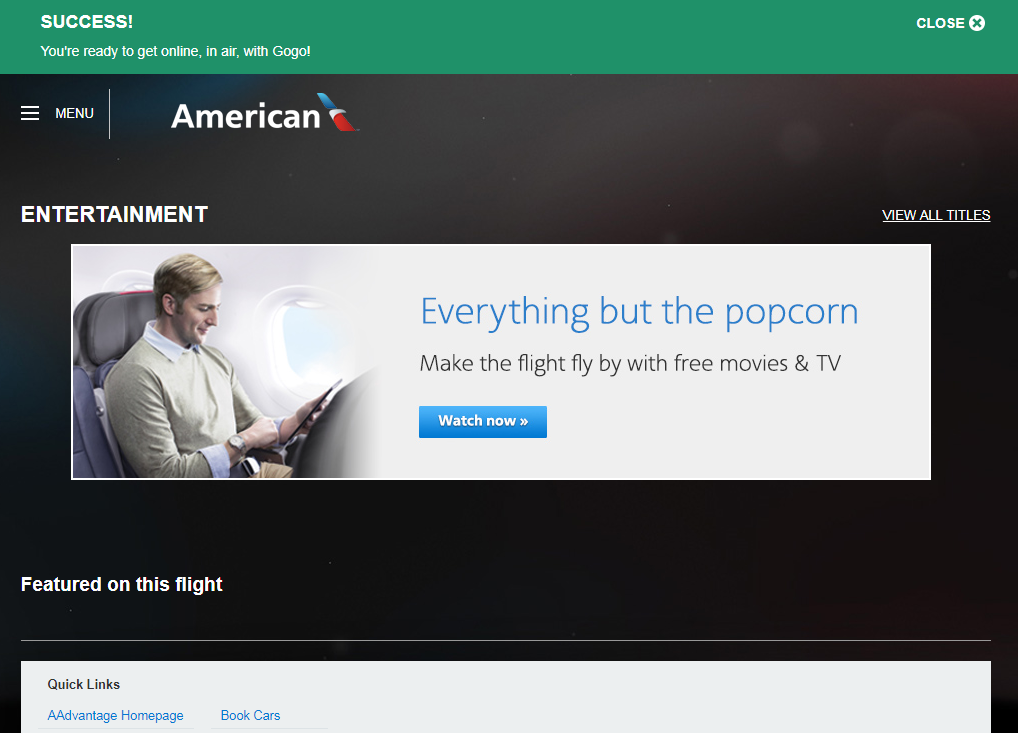 SUCCESS!
CLOSE
You're ready to get online, in air, with Gogo!
MENU
American
ENTERTAINMENT
VIEW ALL TITLES
Everything but the popcorn
Make the flight fly by with free movies & TV
Watch now »
Featured on this flight
Quick Links
AAdvantage Homepage
Book Cars